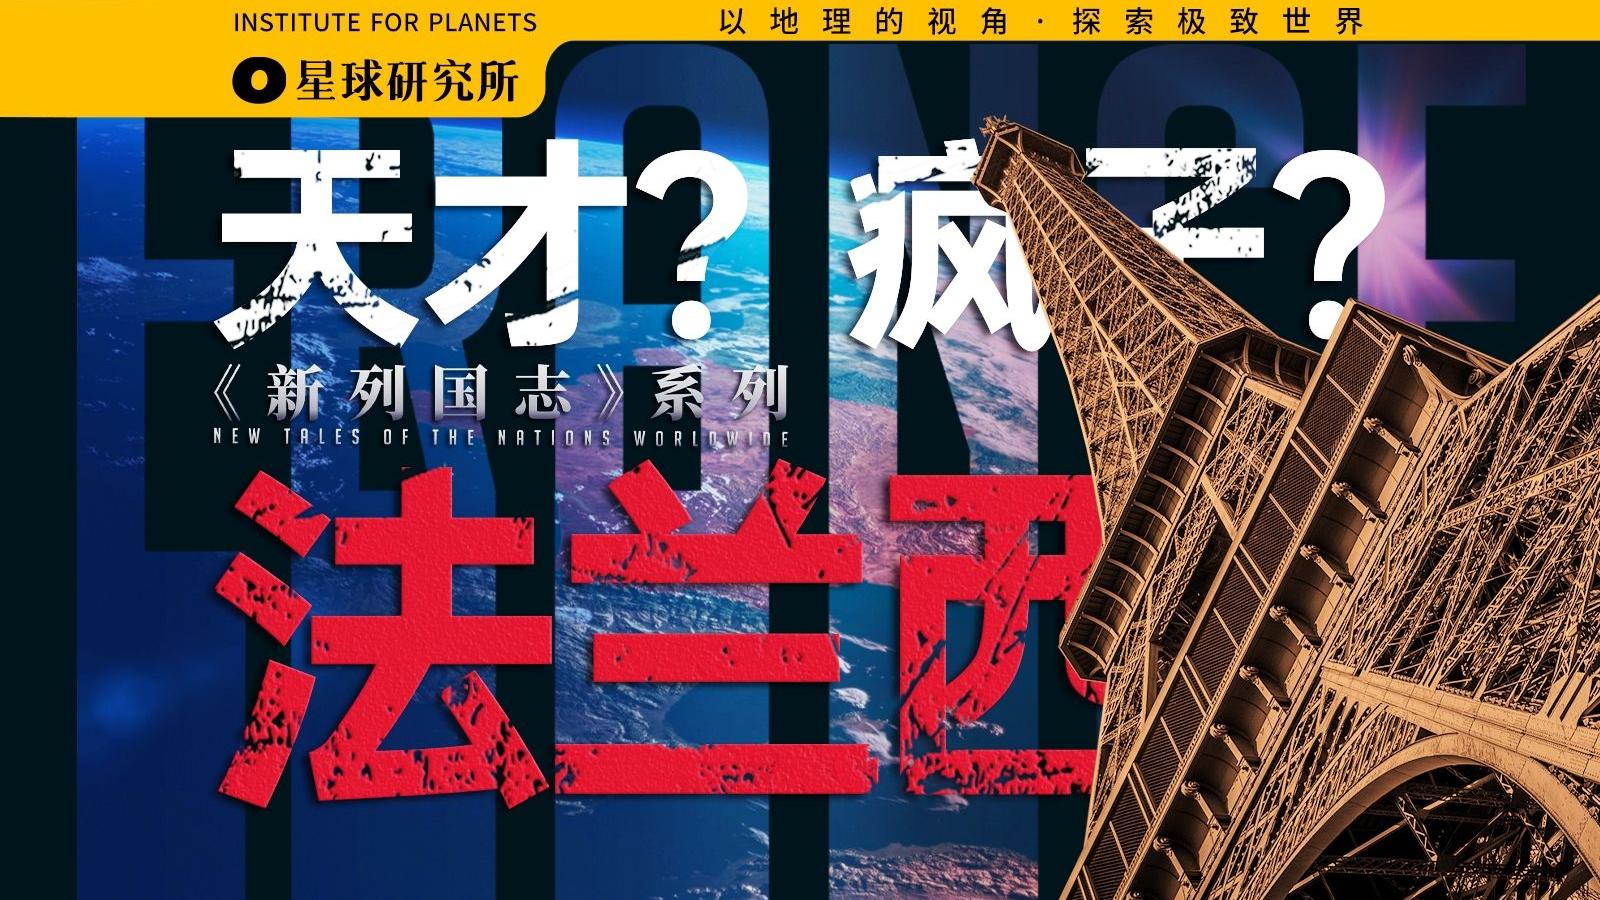 INSTITUTE FOR PLANETS
以地理的视角·探索极致世界
星球研究所
天才？疯子？
《新列国志》系列
NEW TALES OF THE NATIONS WORLDWIDE
法兰西
FRANCE